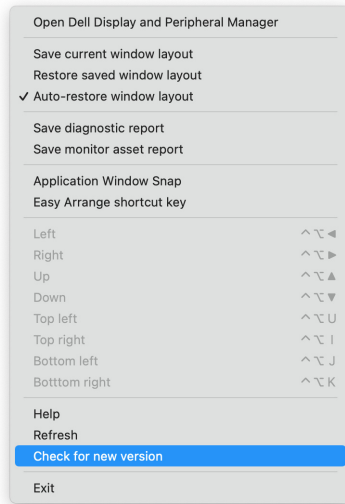 Open Dell Display and Peripheral Manager
Save current window layout
Restore saved window layout
✓ Auto-restore window layout
Save diagnostic report
Save monitor asset report
Application Window Snap
Easy Arrange shortcut key
Left ^⌥◀
Right ^⌥▶
Up ^⌥▲
Down ^⌥▼
Top left ^⌥U
Top right ^⌥I
Bottom left ^⌥J
Botttom right ^⌥K
Help
Refresh
Check for new version
Exit